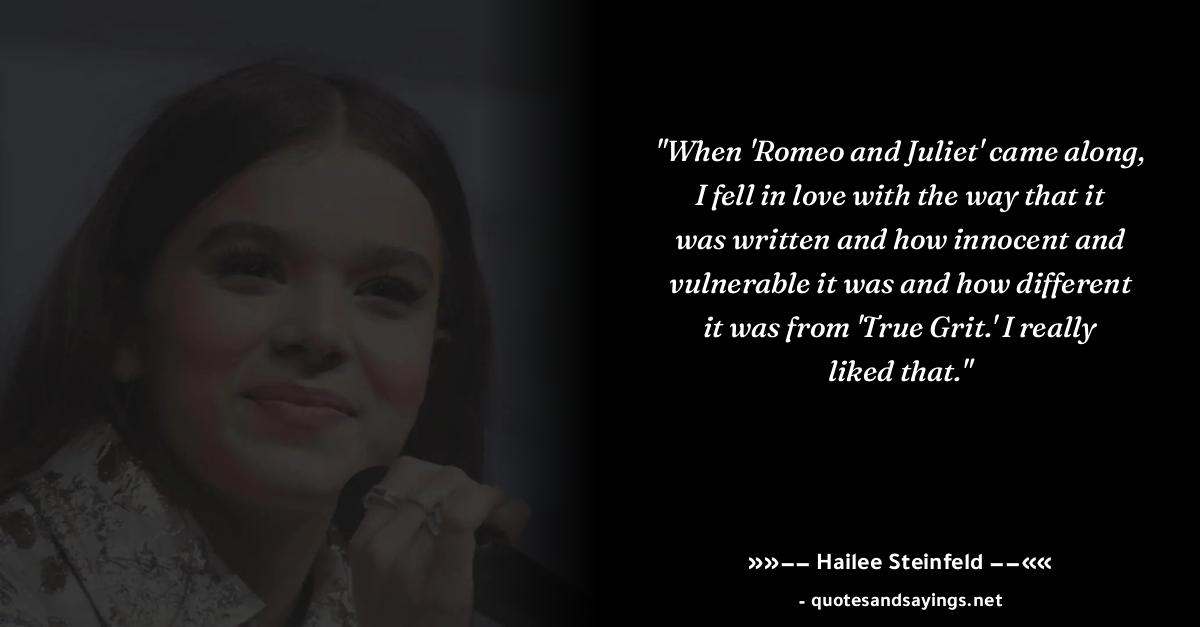 "When 'Romeo and Juliet' came along,
I fell in love with the way that it
was written and how innocent and
vulnerable it was and how different
it was from 'True Grit.' I really
liked that."
»»–– Hailee Steinfeld ––««
- quotesandsayings.net